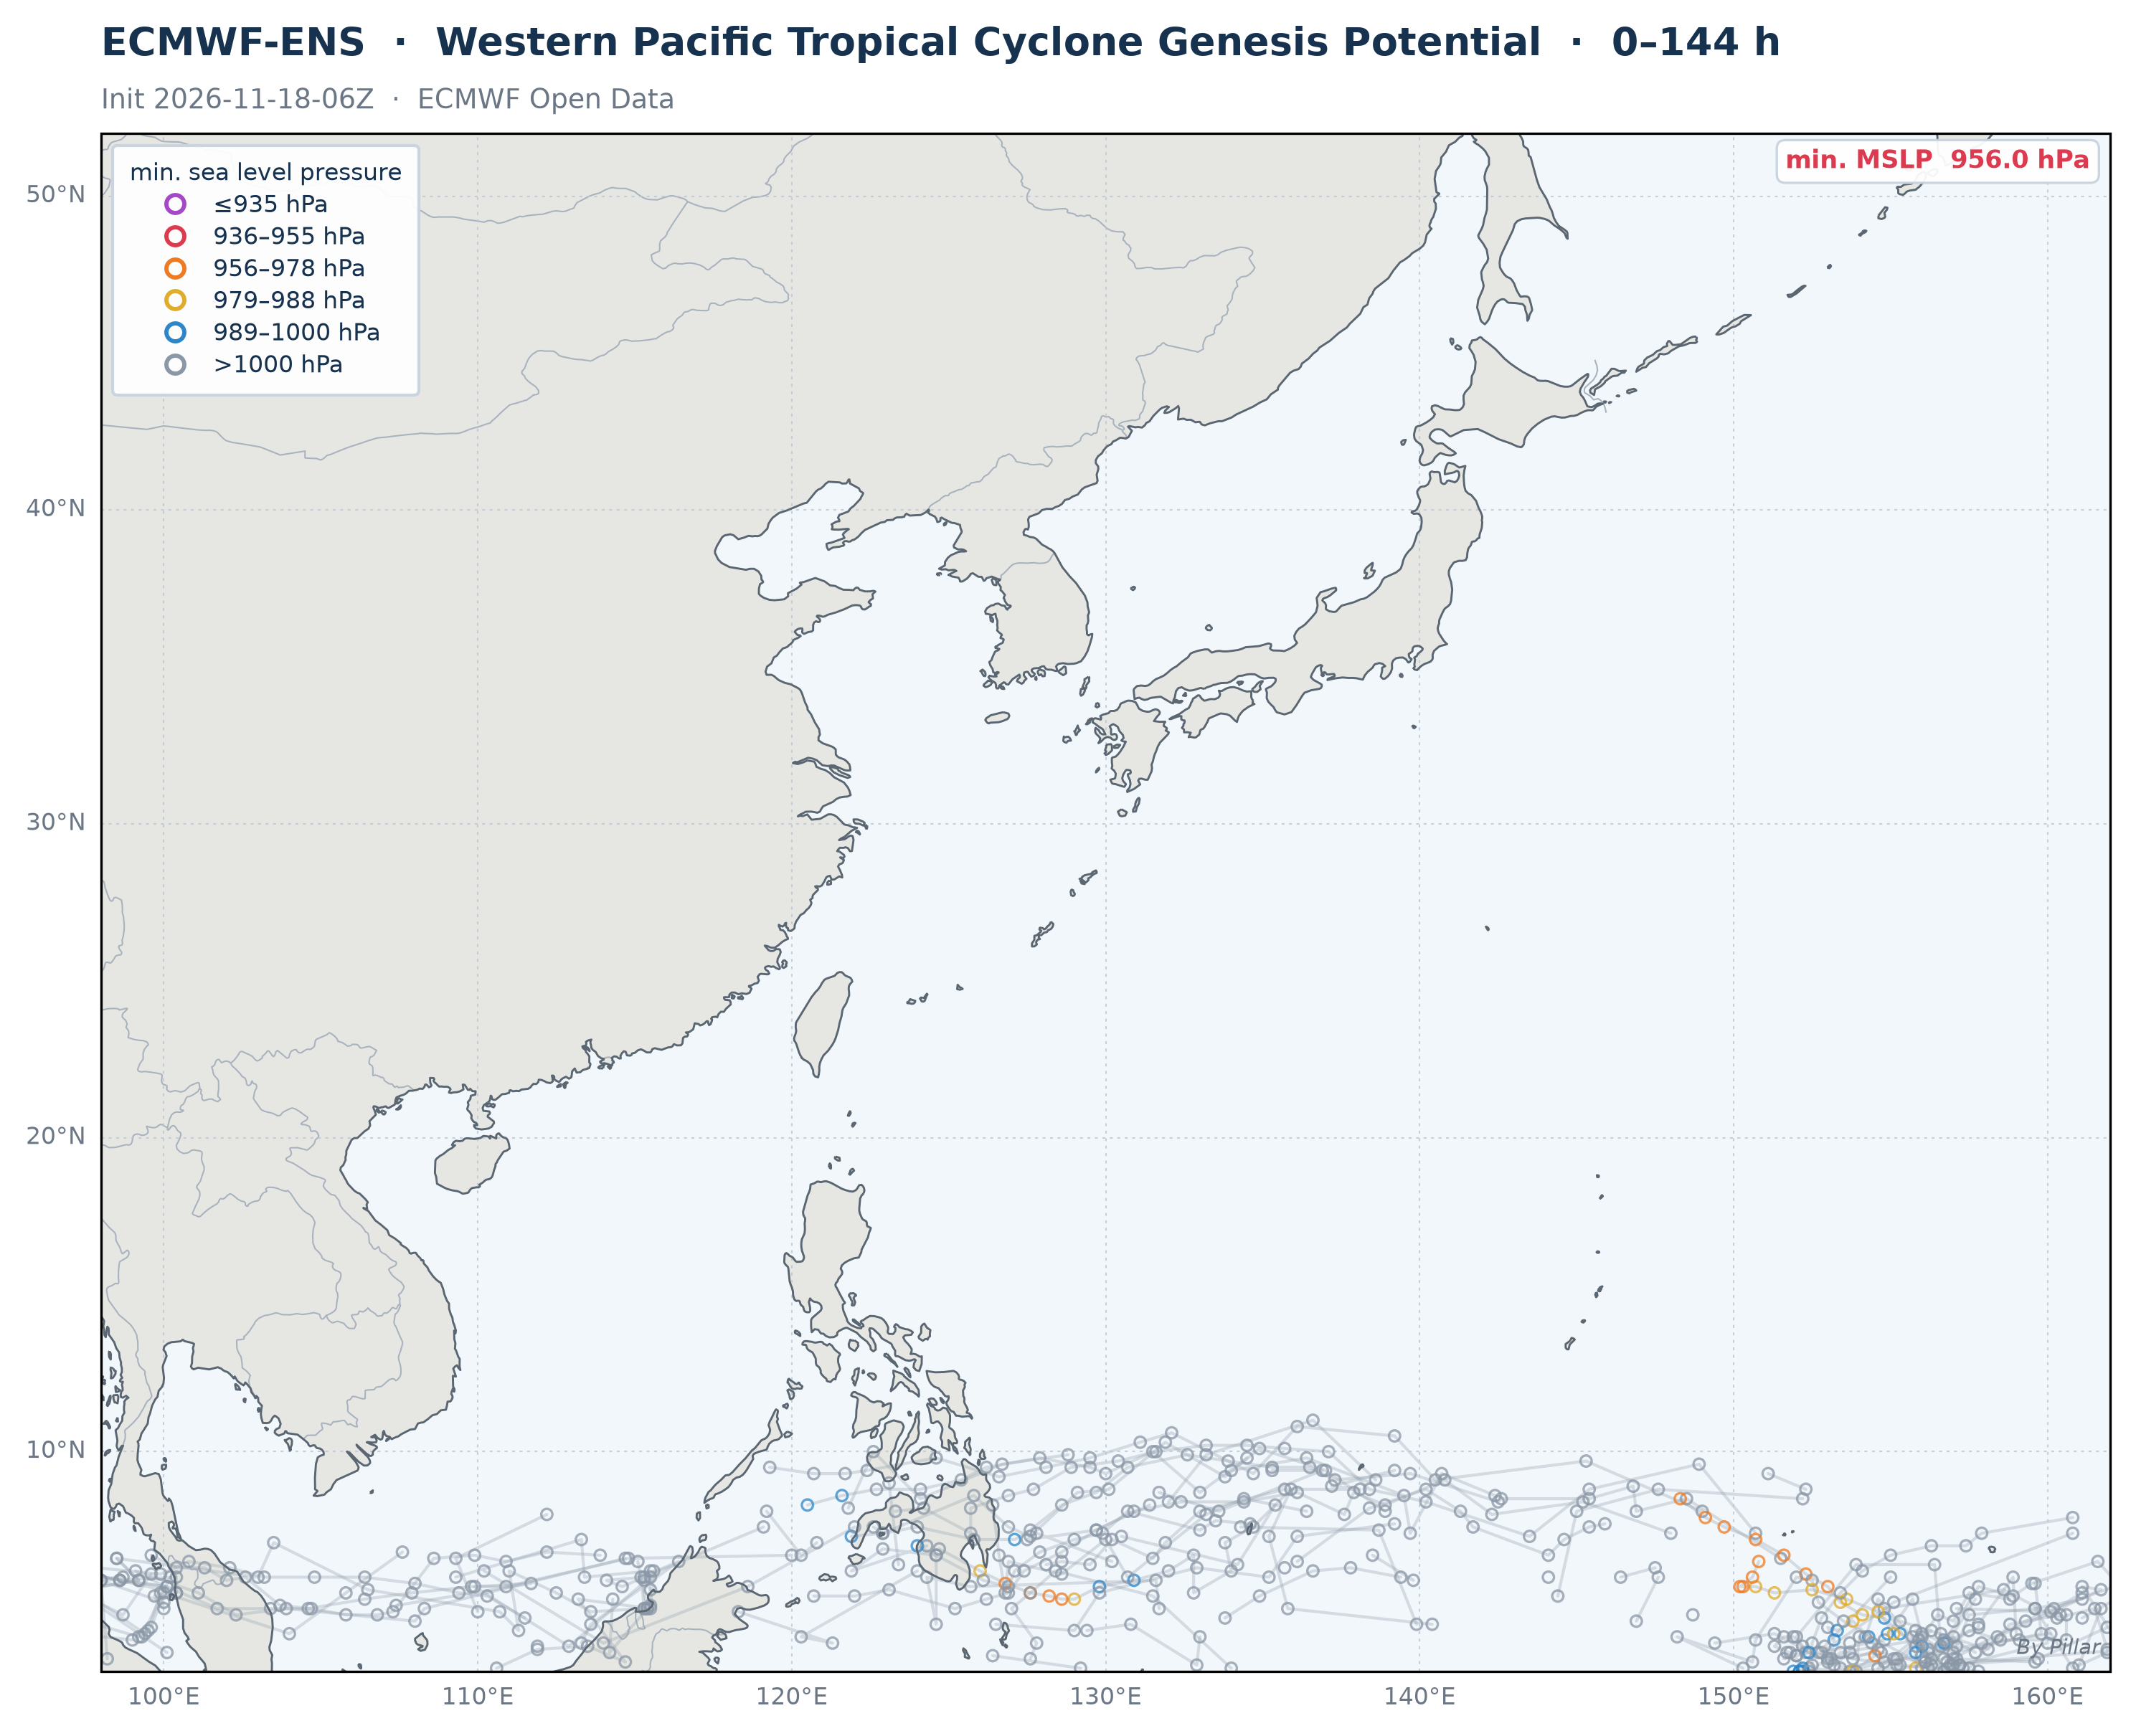 ECMWF-ENS · Western Pacific Tropical Cyclone Genesis Potential · 0–144 h
Init 2026-11-18-06Z · ECMWF Open Data
min. sea level pressure
≤935 hPa
936–955 hPa
956–978 hPa
979–988 hPa
989–1000 hPa
>1000 hPa
min. MSLP 956.0 hPa
50°N
40°N
30°N
20°N
10°N
By Pillar
100°E
110°E
120°E
130°E
140°E
150°E
160°E